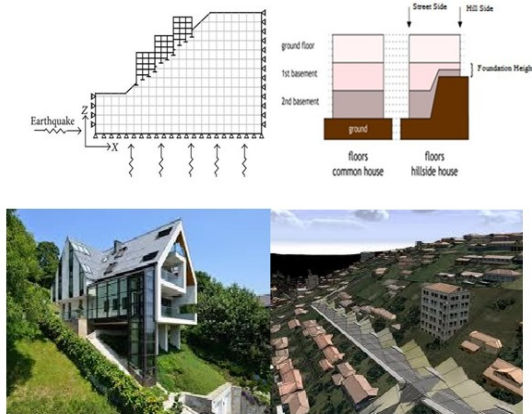 Earthquake
Z
X
Street Side
Hill Side
ground floor
1st basement
2nd basement
Foundation Heigh
ground
floors
common house
floors
hillside house